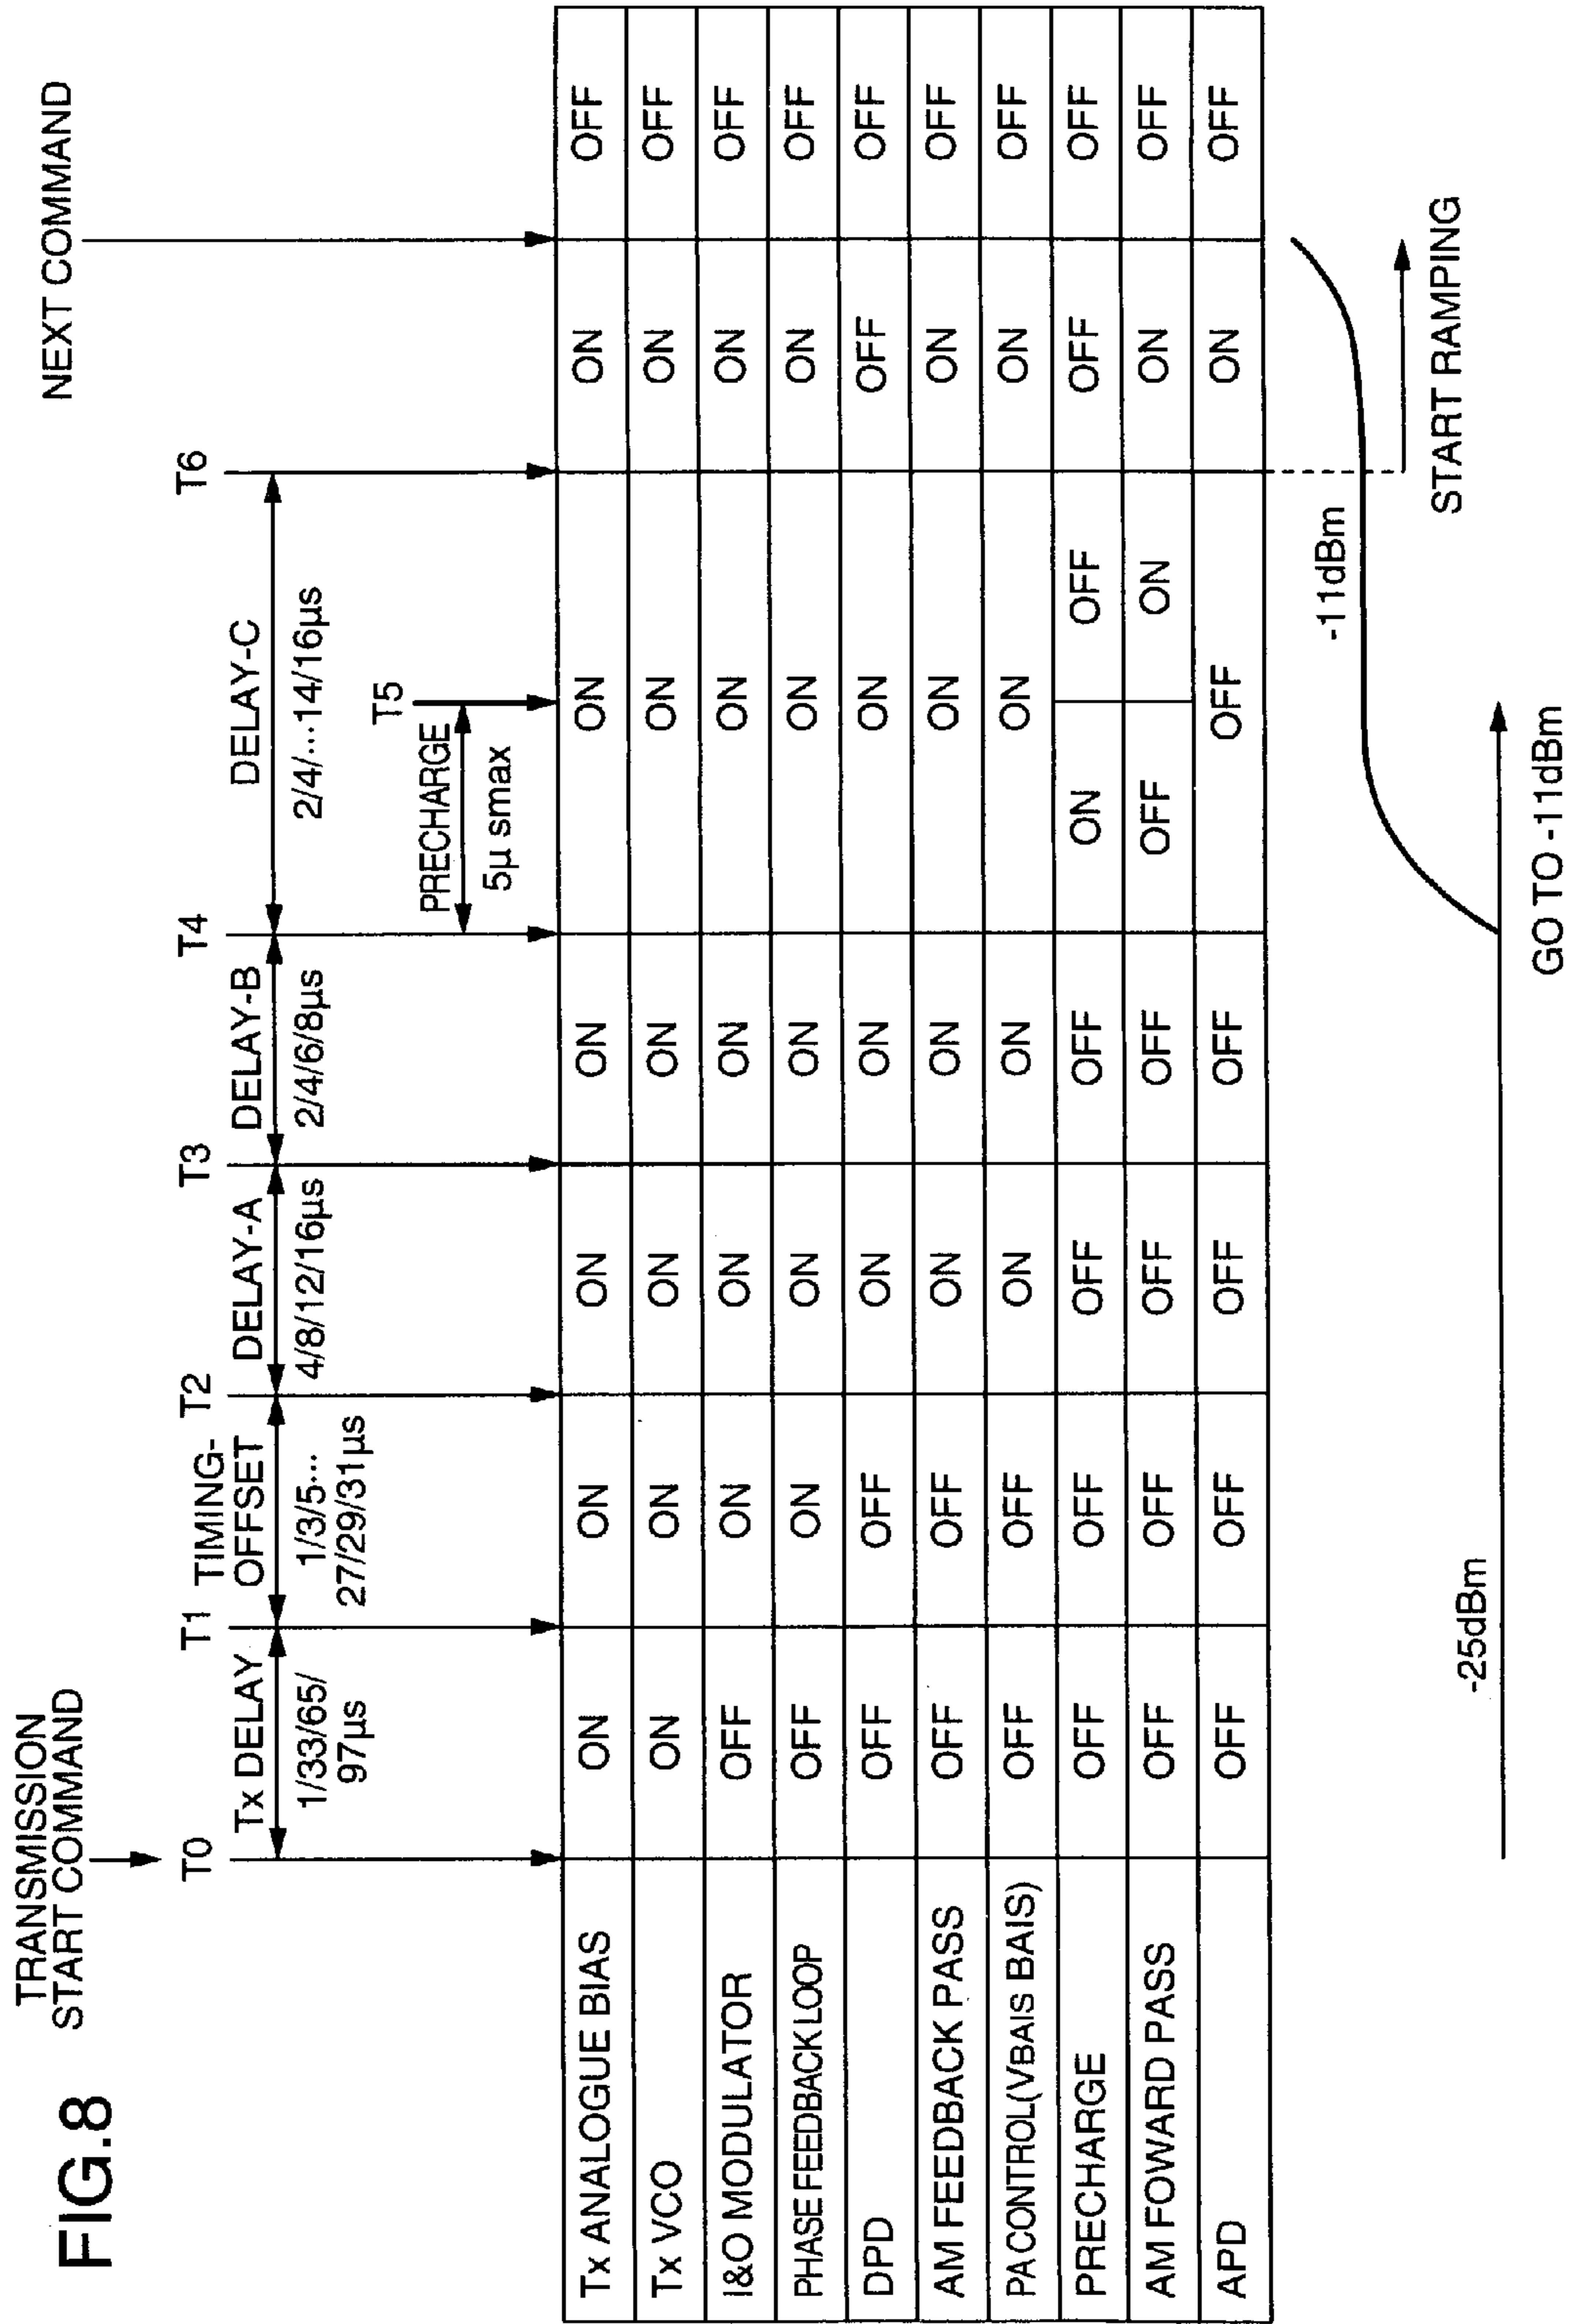 FIG.8
TRANSMISSION
START COMMAND
NEXT COMMAND
T0
T1
T2
T3
T4
T6
Tx DELAY
1/33/65/
97μs
TIMING-
OFFSET
1/3/5...
27/29/31μs
DELAY-A
4/8/12/16μs
DELAY-B
2/4/6/8μs
DELAY-C
2/4/...14/16μs
PRECHARGE
5μ smax
T5
Tx ANALOGUE BIAS ON ON ON ON ON ON OFF
Tx VCO ON ON ON ON ON ON OFF
I&O MODULATOR OFF ON ON ON ON ON OFF
PHASE FEEDBACK LOOP OFF ON ON ON ON ON OFF
DPD OFF OFF ON ON ON OFF OFF
AM FEEDBACK PASS OFF OFF ON ON ON ON OFF
PA CONTROL(VBAIS BAIS) OFF OFF ON ON ON ON OFF
PRECHARGE OFF OFF OFF OFF ON OFF OFF OFF
AM FOWARD PASS OFF OFF OFF OFF OFF ON ON OFF
APD OFF OFF OFF OFF OFF ON OFF
-25dBm
-11dBm
GO TO -11dBm
START RAMPING